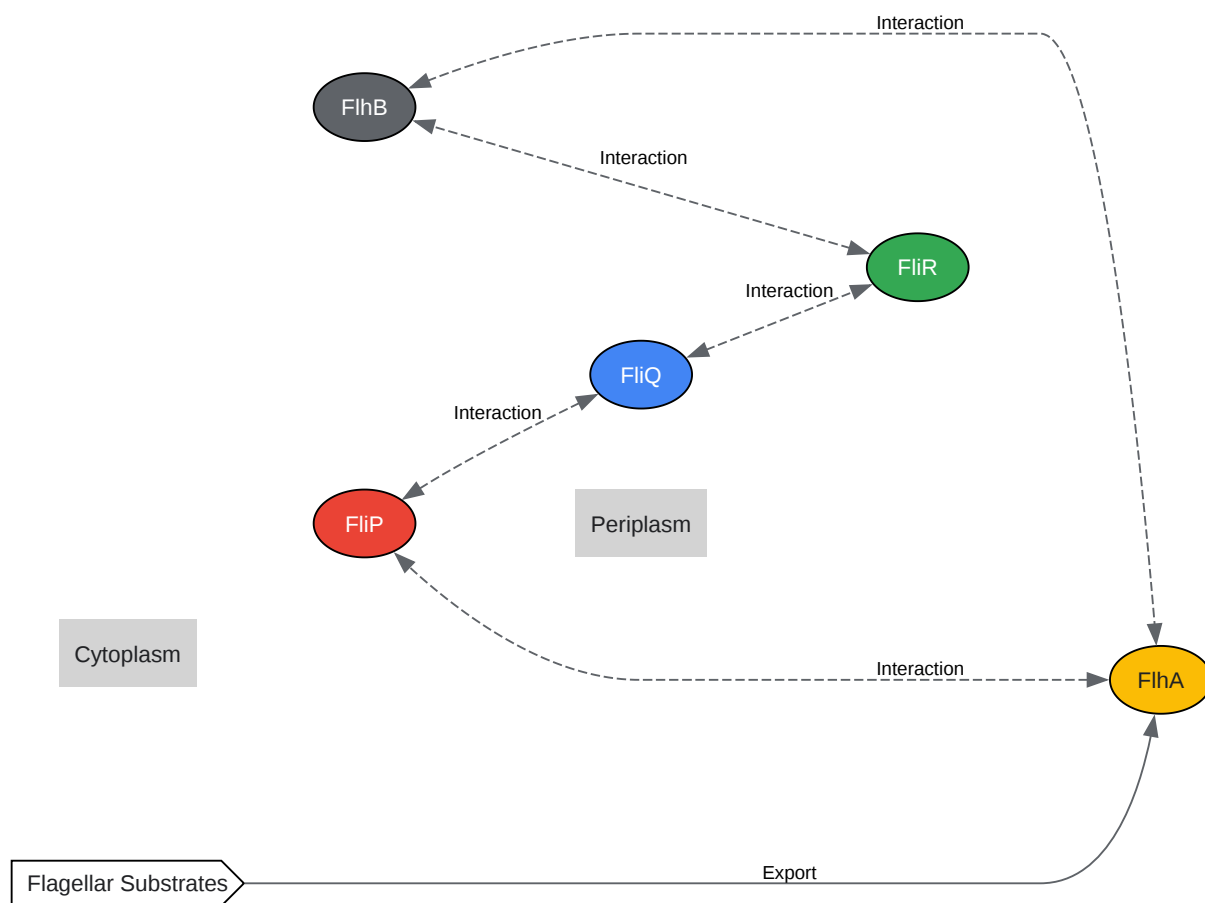 Interaction
FlhB
Interaction
FliR
Interaction
FliQ
Interaction
FliP
Periplasm
Cytoplasm
Interaction
FlhA
Export
Flagellar Substrates